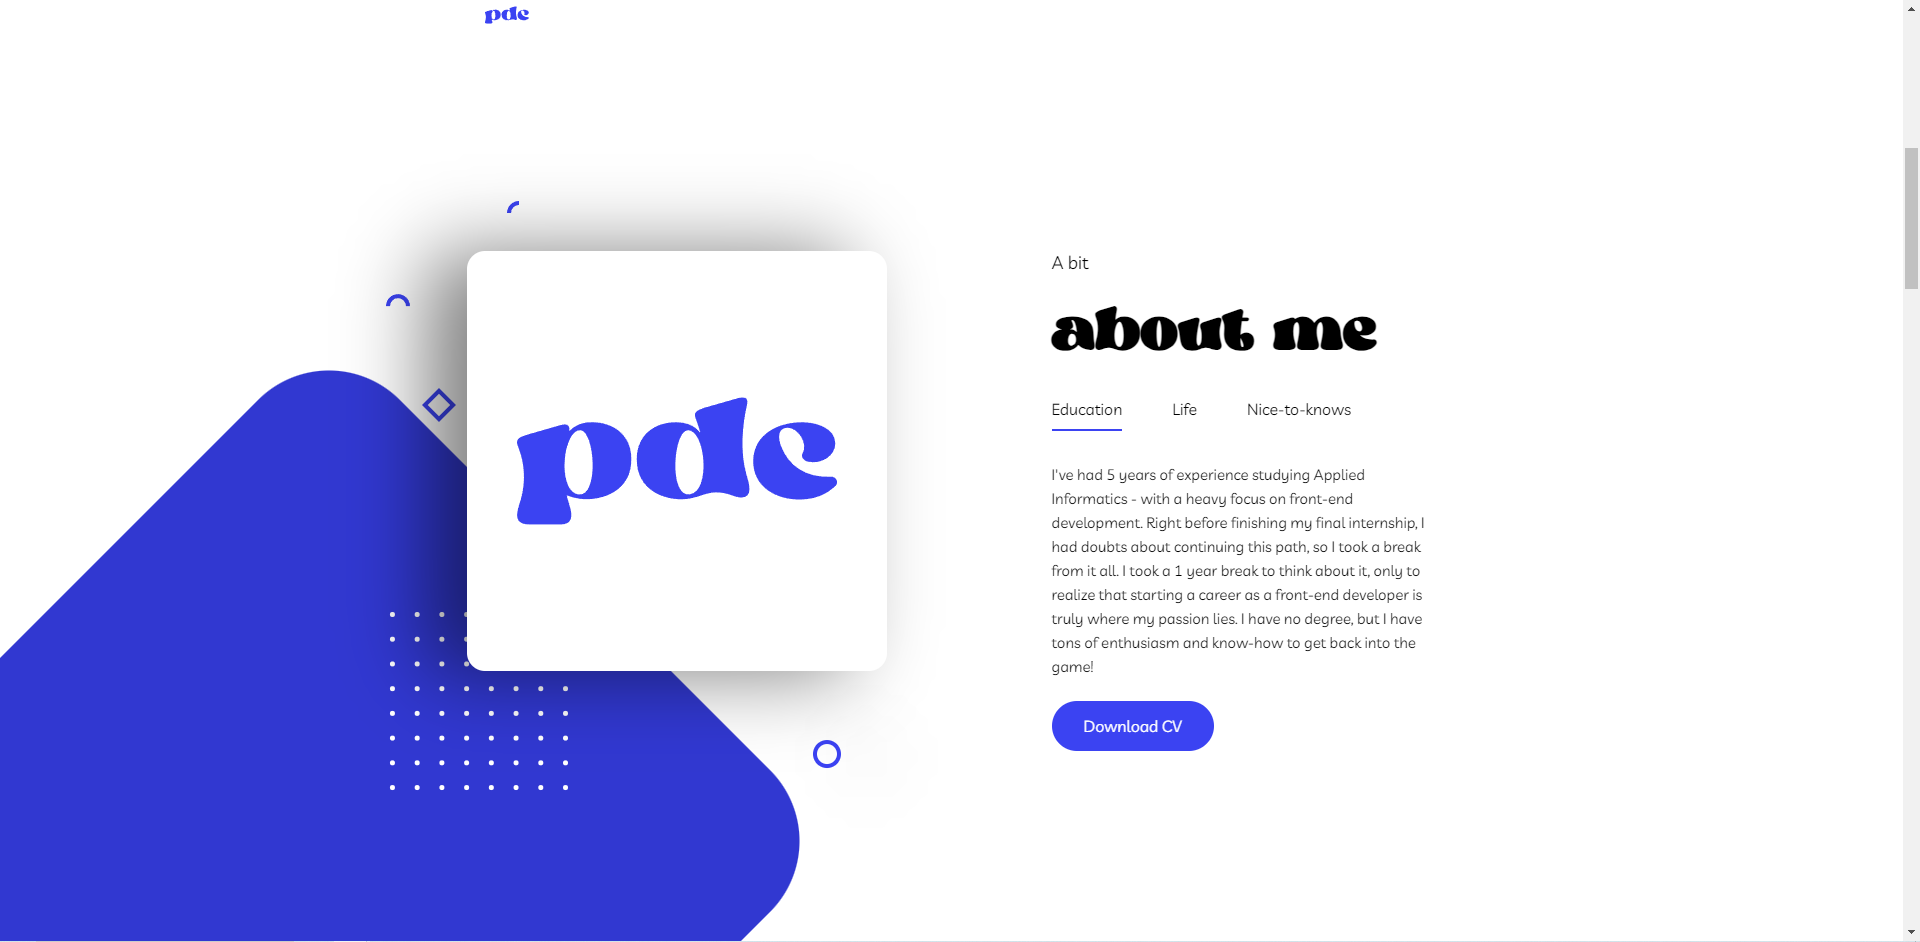 pdc
pdc
A bit
about me
Education Life Nice-to-knows
I've had 5 years of experience studying Applied
Informatics - with a heavy focus on front-end
development. Right before finishing my final internship, I
had doubts about continuing this path, so I took a break
from it all. I took a 1 year break to think about it, only to
realize that starting a career as a front-end developer is
truly where my passion lies. I have no degree, but I have
tons of enthusiasm and know-how to get back into the
game!
Download CV